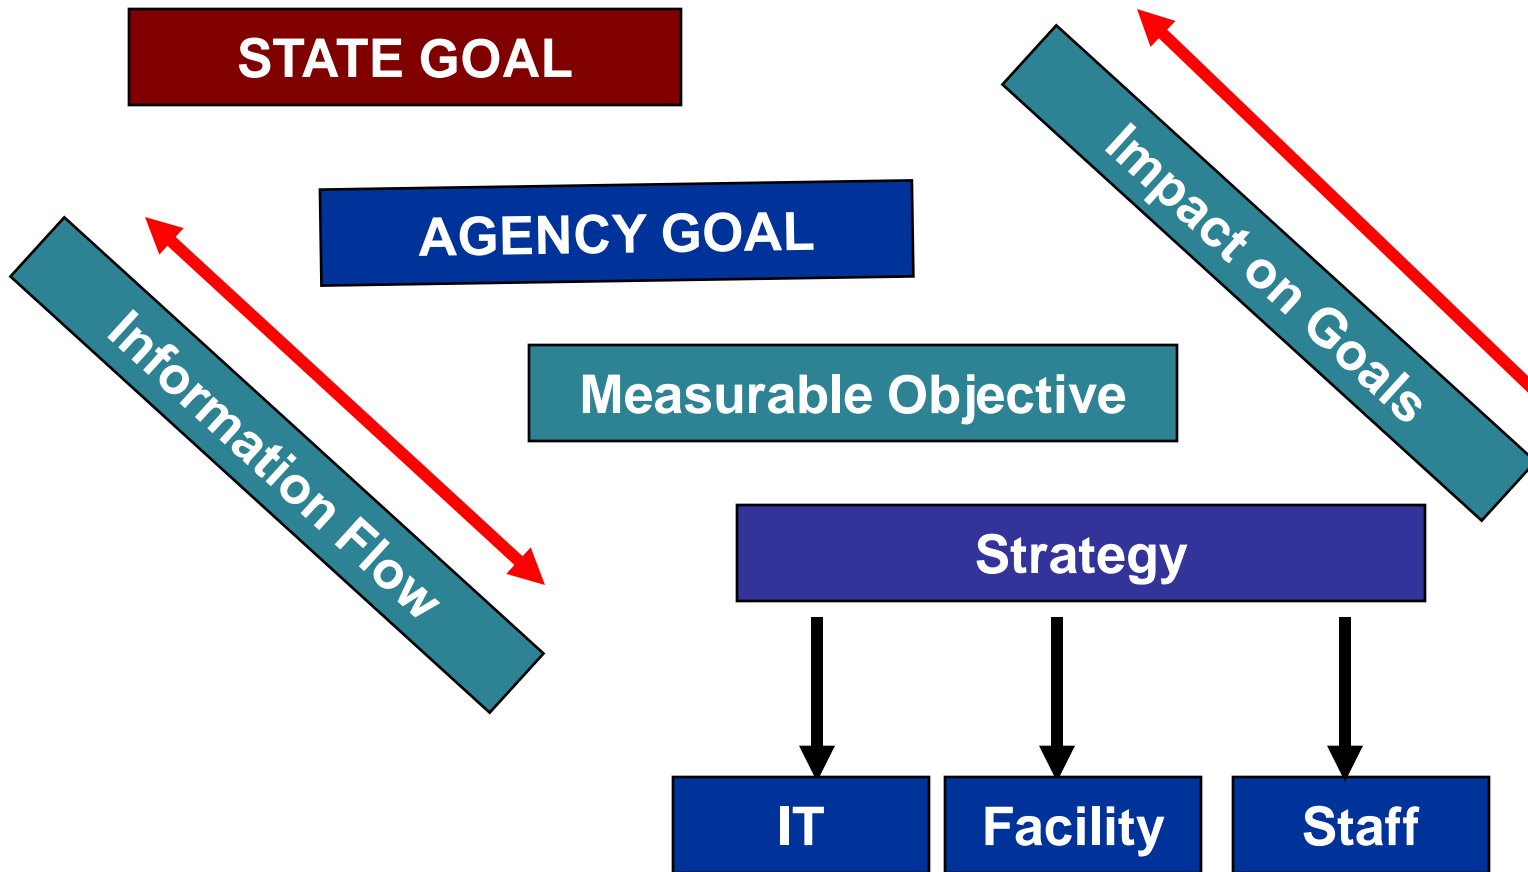 STATE GOAL
AGENCY GOAL
Impact on Goals
Information Flow
Measurable Objective
Strategy
IT
Facility
Staff